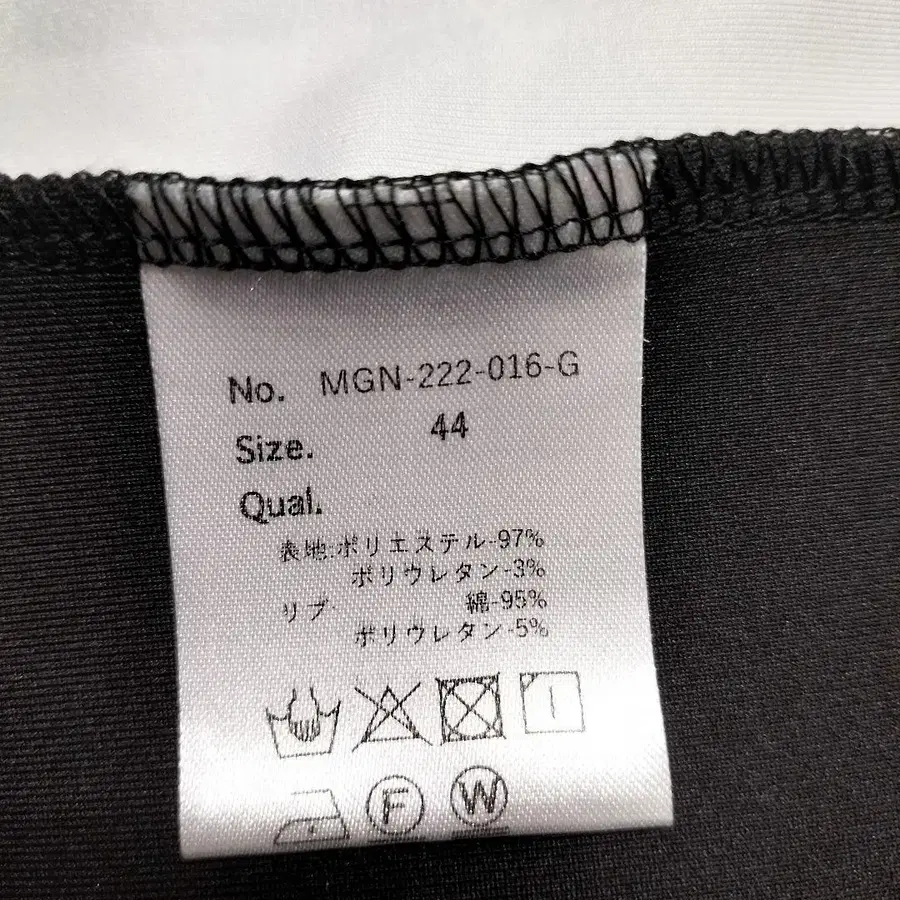 No. MGN-222-016-G
Size. 44
Qual.
表地:ポリエステル-97%
ポリウレタン-3%
リブ 綿-95%
ポリウレタン-5%
F W